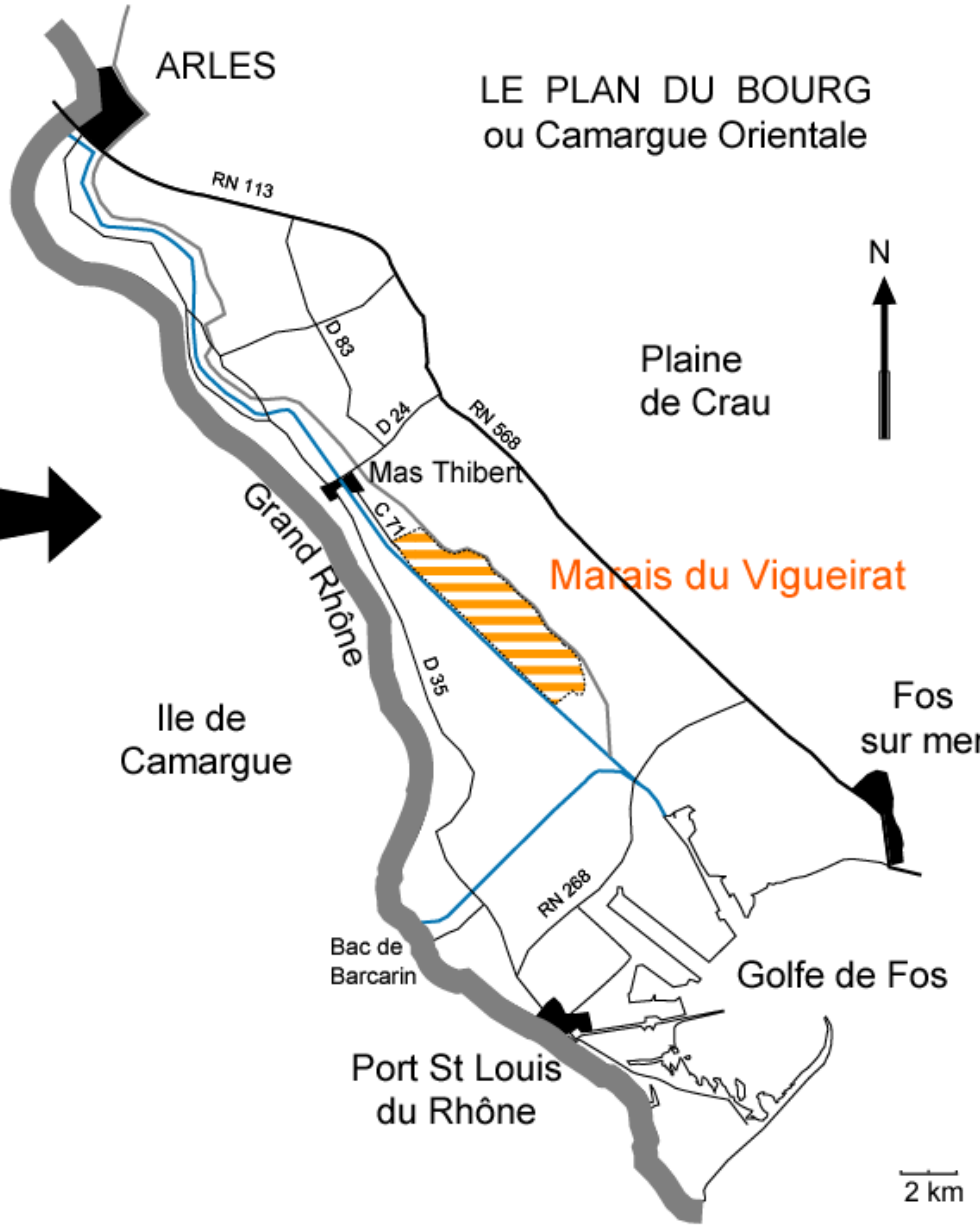 ARLES
LE PLAN DU BOURG
ou Camargue Orientale
RN 113
N
D 83
Plaine
de Crau
D 24
RN 568
Mas Thibert
Grand Rhône
C 71
Marais du Vigueirat
D 35
Ile de
Camargue
Fos
sur mer
RN 268
Bac de
Barcarin
Golfe de Fos
Port St Louis
du Rhône
2 km